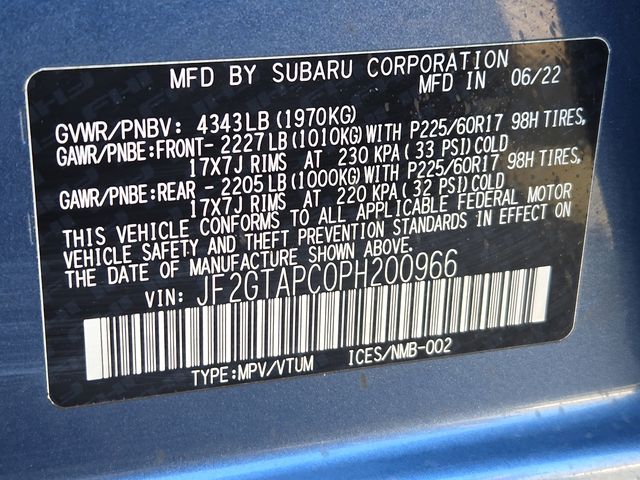 MFD BY SUBARU CORPORATION
MFD IN 06/22
GVWR/PNBV: 4343LB(1970KG)
GAWR/PNBE:FRONT- 2227LB(1010KG)WITH P225/60R17 98H TIRES,
17X7J RIMS AT 230 KPA(33 PSI)COLD
GAWR/PNBE:REAR - 2205LB(1000KG)WITH P225/60R17 98H TIRES,
17X7J RIMS AT 220 KPA(32 PSI)COLD
THIS VEHICLE CONFORMS TO ALL APPLICABLE FEDERAL MOTOR
VEHICLE SAFETY AND THEFT PREVENTION STANDARDS IN EFFECT ON
THE DATE OF MANUFACTURE SHOWN ABOVE.
VIN: JF2GTAPC0PH200966
TYPE:MPV/VTUM ICES/NMB-002